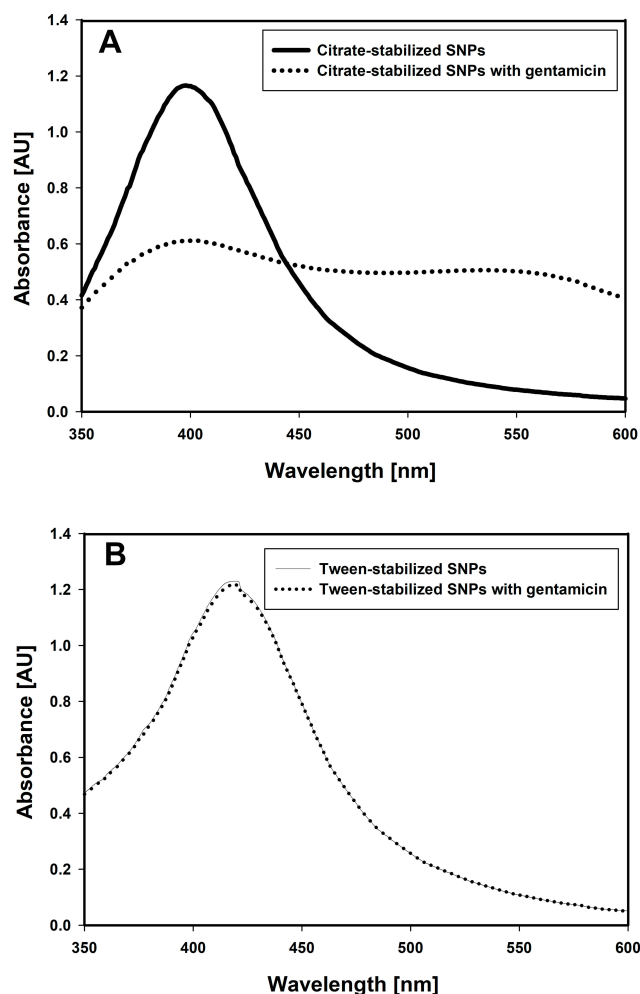 A
Citrate-stabilized SNPs
Citrate-stabilized SNPs with gentamicin
Absorbance [AU]
1.4
1.2
1.0
0.8
0.6
0.4
0.2
0.0
350 400 450 500 550 600
Wavelength [nm]
B
Tween-stabilized SNPs
Tween-stabilized SNPs with gentamicin
Absorbance [AU]
1.4
1.2
1.0
0.8
0.6
0.4
0.2
0.0
350 400 450 500 550 600
Wavelength [nm]